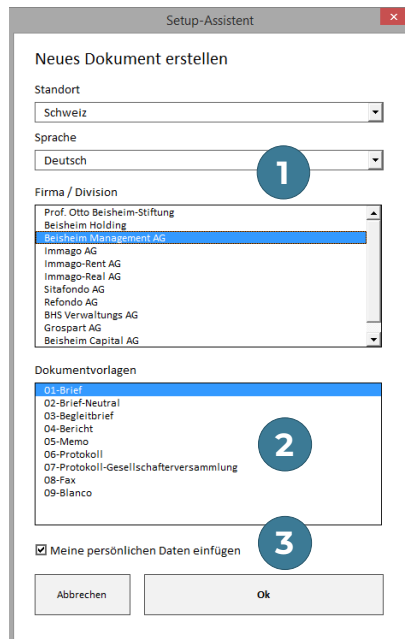 Setup-Assistent
Neues Dokument erstellen
Standort
Schweiz
Sprache
Deutsch
1
Firma / Division
Prof. Otto Beisheim-Stiftung
Beisheim Holding
Beisheim Management AG
Immago AG
Immago-Rent AG
Immago-Real AG
Sitafondo AG
Refondo AG
BHS Verwaltungs AG
Grospart AG
Beisheim Capital AG
Dokumentvorlagen
01-Brief
02-Brief-Neutral
03-Begleitbrief
04-Bericht
05-Memo
06-Protokoll
07-Protokoll-Gesellschafterversammlung
08-Fax
09-Blanco
2
Meine persönlichen Daten einfügen
3
Abbrechen
Ok